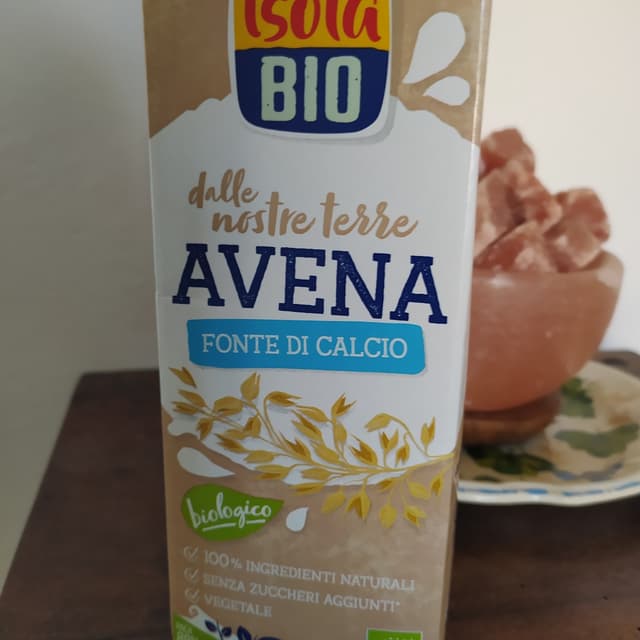 Isola
BIO
dalle
nostre terre
AVENA
FONTE DI CALCIO
biologico
100% INGREDIENTI NATURALI
SENZA ZUCCHERI AGGIUNTI*
VEGETALE